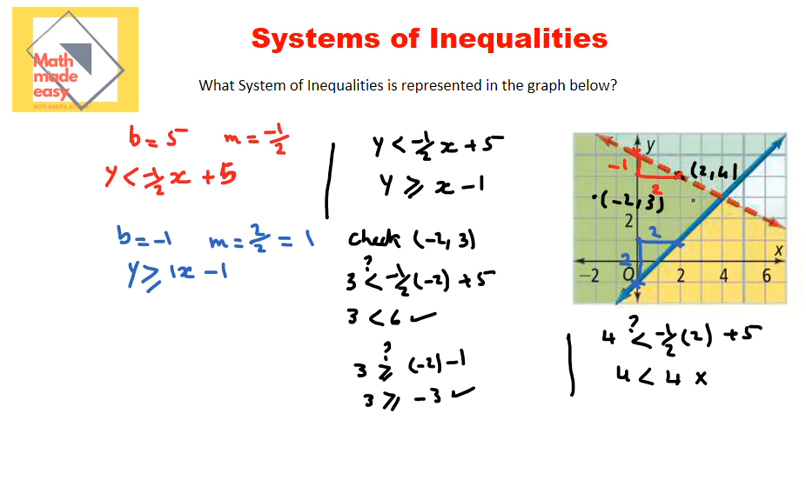 Math
made
easy
Systems of Inequalities
What System of Inequalities is represented in the graph below?
b = 5 m = -1/2
y < -1/2 x + 5
b = -1 m = 2/2 = 1
y ≥ 1x - 1
y < -1/2 x + 5
y ≥ x - 1
check (-2, 3)
3 <? -1/2 (-2) + 5
3 < 6 ✓
3 ≥? (-2) - 1
3 ≥ -3 ✓
y
-1
2
(2,4)
(-2,3)
2
2
2
x
-2 O 2 4 6
4 <? -1/2 (2) + 5
4 < 4 x